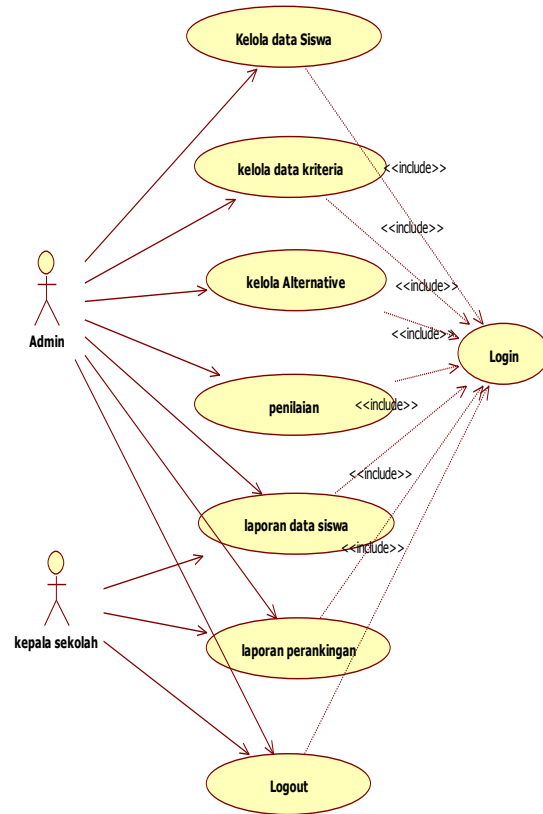 Kelola data Siswa
kelola data kriteria
<<include>>
<<include>>
kelola Alternative
<<include>>
Admin
<<include>>
Login
penilaian
<<include>>
<<include>>
laporan data siswa
<<include>>
kepala sekolah
laporan perankingan
Logout